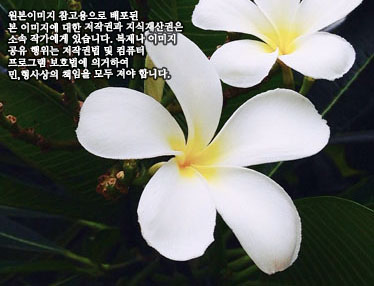 원본이미지 참고용으로 배포된
본 이미지에 대한 저작권과 지식재산권은
소속 작가에게 있습니다. 복제나 이미지
공유 행위는 저작권법 및 컴퓨터
프로그램 보호법에 의거하여
민,형사상의 책임을 모두 져야 합니다.